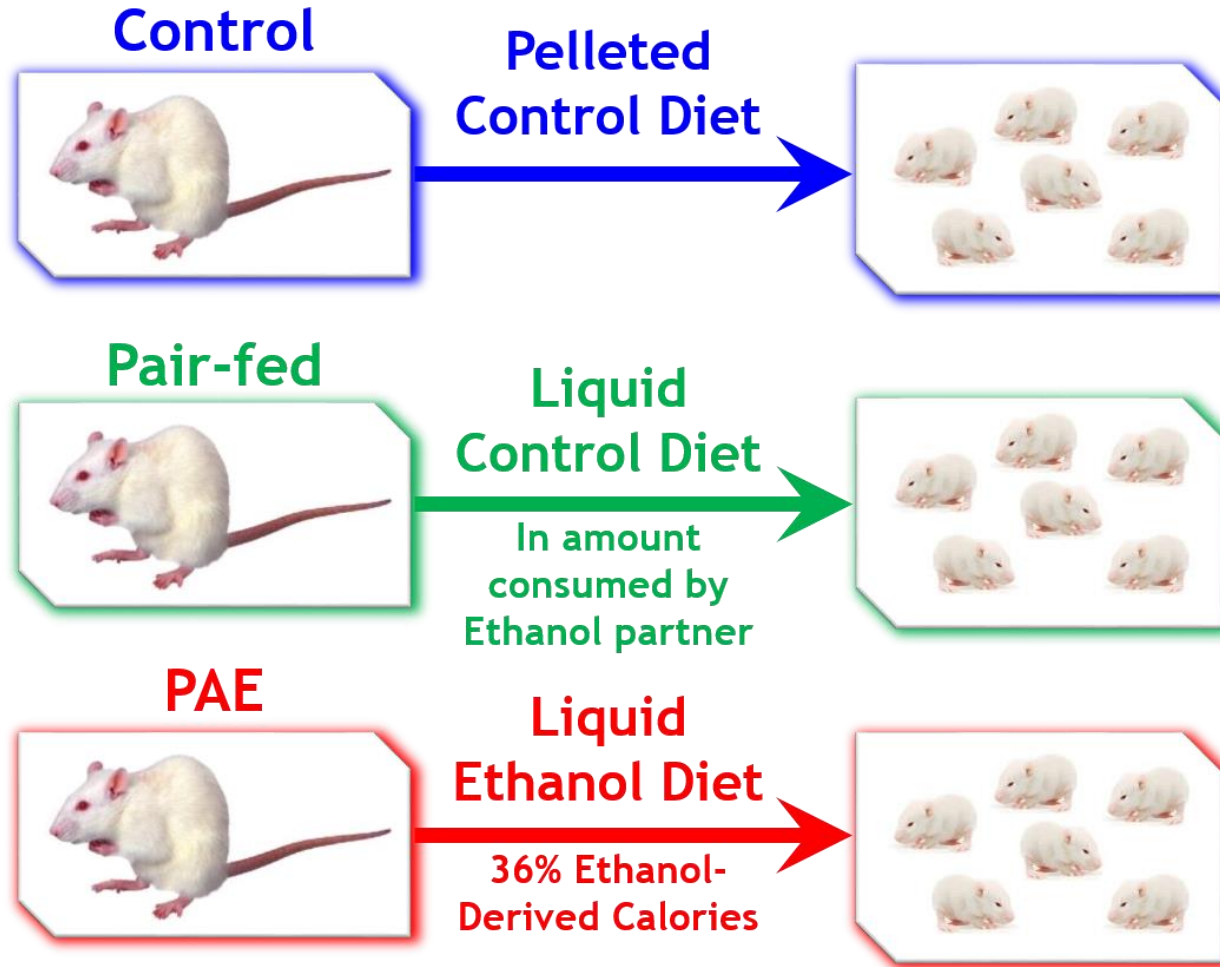 Control
Pelleted
Control Diet
Pair-fed
Liquid
Control Diet
In amount
consumed by
Ethanol partner
PAE
Liquid
Ethanol Diet
36% Ethanol-
Derived Calories